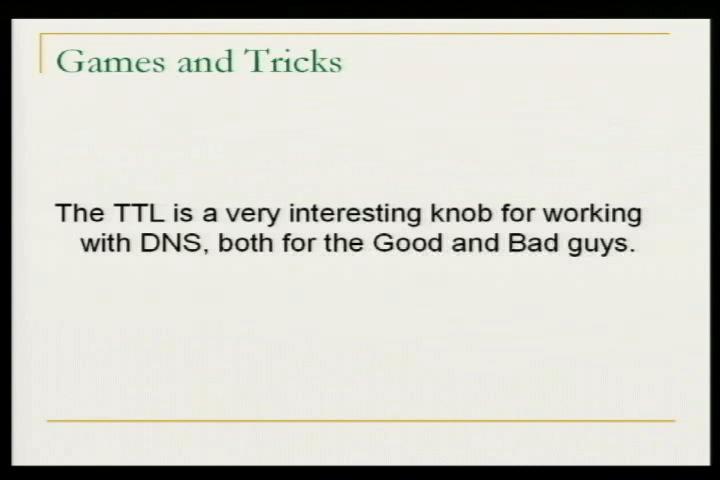 Games and Tricks
The TTL is a very interesting knob for working
with DNS, both for the Good and Bad guys.